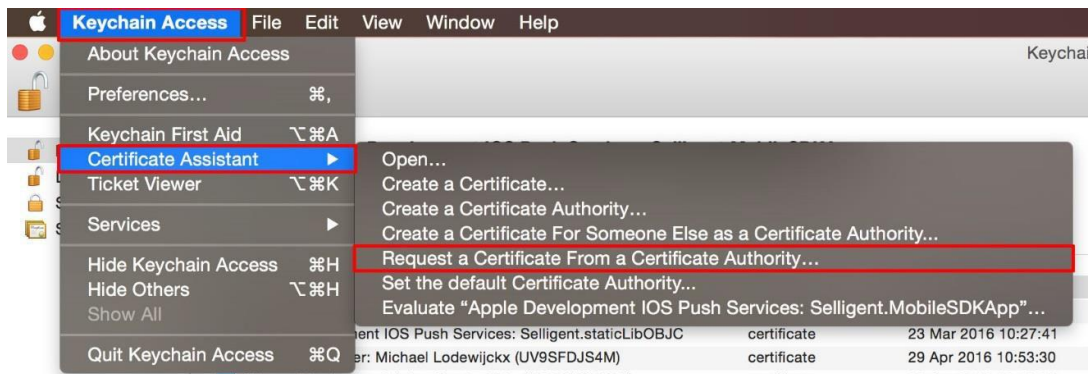 Keychain Access File Edit View Window Help
Keychai
About Keychain Access
Preferences... ⌘,
Keychain First Aid ⌥⌘A
Certificate Assistant ▶
Ticket Viewer ⌥⌘K
Services ▶
Hide Keychain Access ⌘H
Hide Others ⌥⌘H
Show All
Quit Keychain Access ⌘Q
Open...
Create a Certificate...
Create a Certificate Authority...
Create a Certificate For Someone Else as a Certificate Authority...
Request a Certificate From a Certificate Authority...
Set the default Certificate Authority...
Evaluate “Apple Development IOS Push Services: Selligent.MobileSDKApp”...
ent IOS Push Services: Selligent.staticLibOBJC certificate 23 Mar 2016 10:27:41
er: Michael Lodewijckx (UV9SFDJS4M) certificate 29 Apr 2016 10:53:30